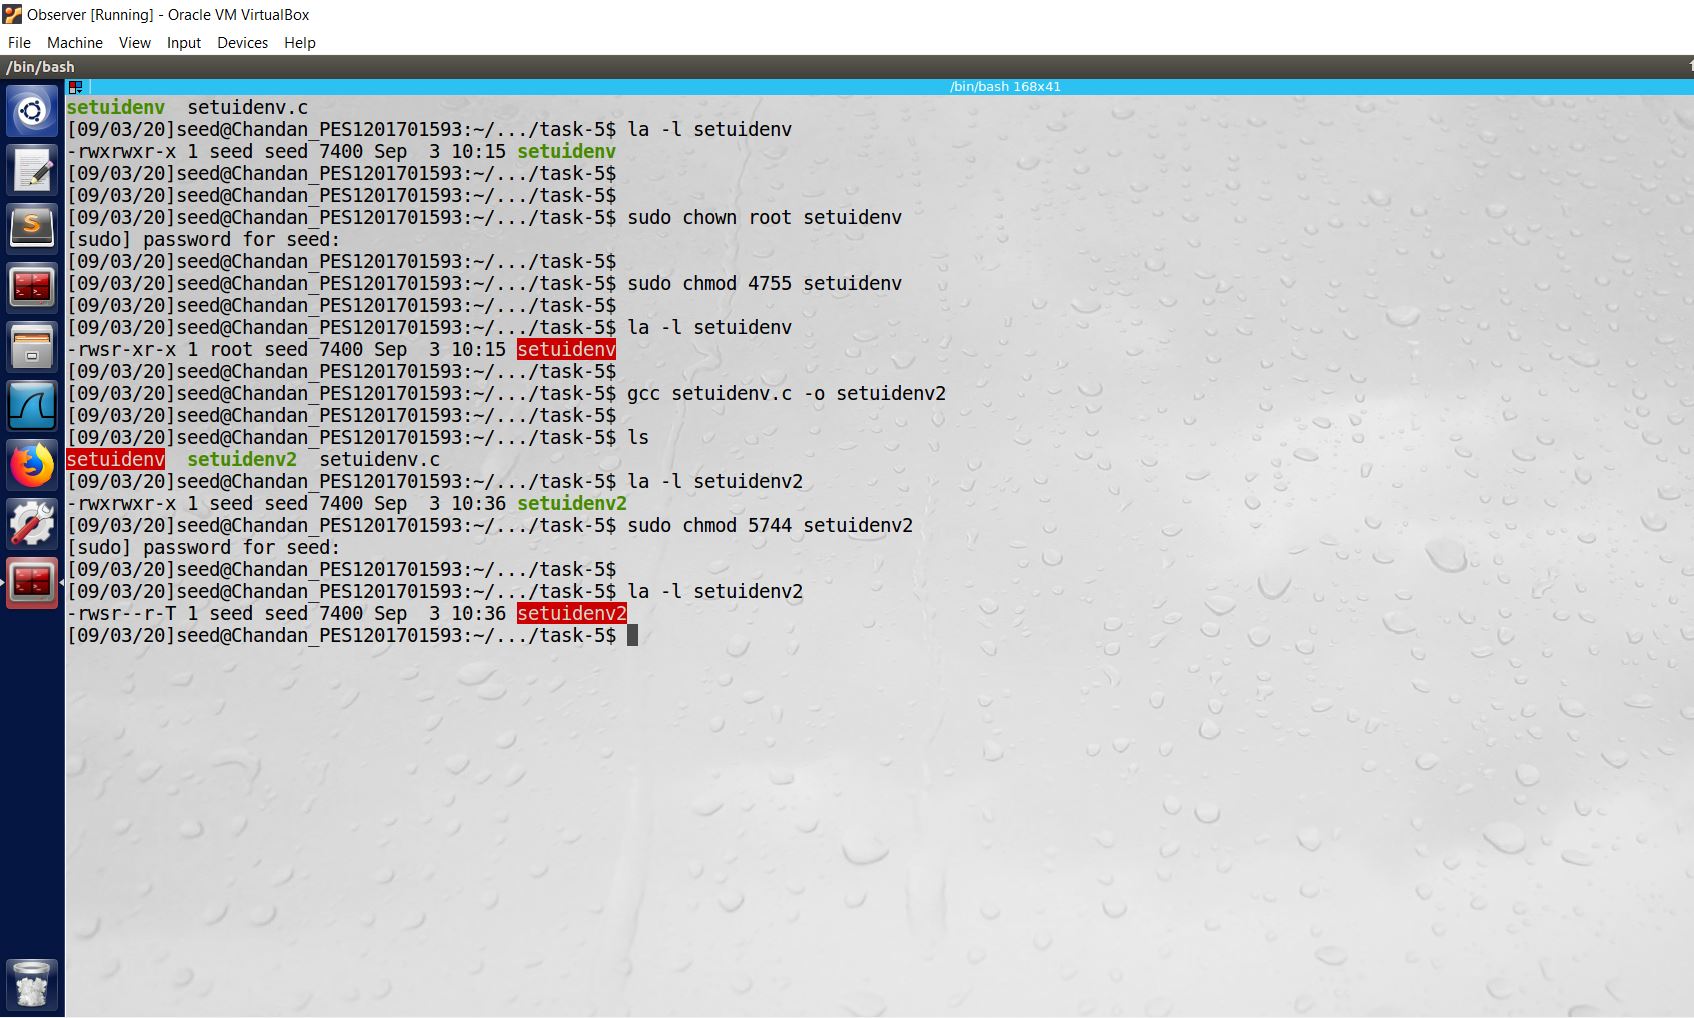 Observer [Running] - Oracle VM VirtualBox
File Machine View Input Devices Help
/bin/bash
/bin/bash 168x41
setuidenv  setuidenv.c
[09/03/20]seed@Chandan_PES1201701593:~/.../task-5$ la -l setuidenv
-rwxrwxr-x 1 seed seed 7400 Sep  3 10:15 setuidenv
[09/03/20]seed@Chandan_PES1201701593:~/.../task-5$
[09/03/20]seed@Chandan_PES1201701593:~/.../task-5$
[09/03/20]seed@Chandan_PES1201701593:~/.../task-5$ sudo chown root setuidenv
[sudo] password for seed:
[09/03/20]seed@Chandan_PES1201701593:~/.../task-5$
[09/03/20]seed@Chandan_PES1201701593:~/.../task-5$ sudo chmod 4755 setuidenv
[09/03/20]seed@Chandan_PES1201701593:~/.../task-5$
[09/03/20]seed@Chandan_PES1201701593:~/.../task-5$ la -l setuidenv
-rwsr-xr-x 1 root seed 7400 Sep  3 10:15 setuidenv
[09/03/20]seed@Chandan_PES1201701593:~/.../task-5$
[09/03/20]seed@Chandan_PES1201701593:~/.../task-5$ gcc setuidenv.c -o setuidenv2
[09/03/20]seed@Chandan_PES1201701593:~/.../task-5$
[09/03/20]seed@Chandan_PES1201701593:~/.../task-5$ ls
setuidenv  setuidenv2  setuidenv.c
[09/03/20]seed@Chandan_PES1201701593:~/.../task-5$ la -l setuidenv2
-rwxrwxr-x 1 seed seed 7400 Sep  3 10:36 setuidenv2
[09/03/20]seed@Chandan_PES1201701593:~/.../task-5$ sudo chmod 5744 setuidenv2
[sudo] password for seed:
[09/03/20]seed@Chandan_PES1201701593:~/.../task-5$
[09/03/20]seed@Chandan_PES1201701593:~/.../task-5$ la -l setuidenv2
-rwsr--r-T 1 seed seed 7400 Sep  3 10:36 setuidenv2
[09/03/20]seed@Chandan_PES1201701593:~/.../task-5$